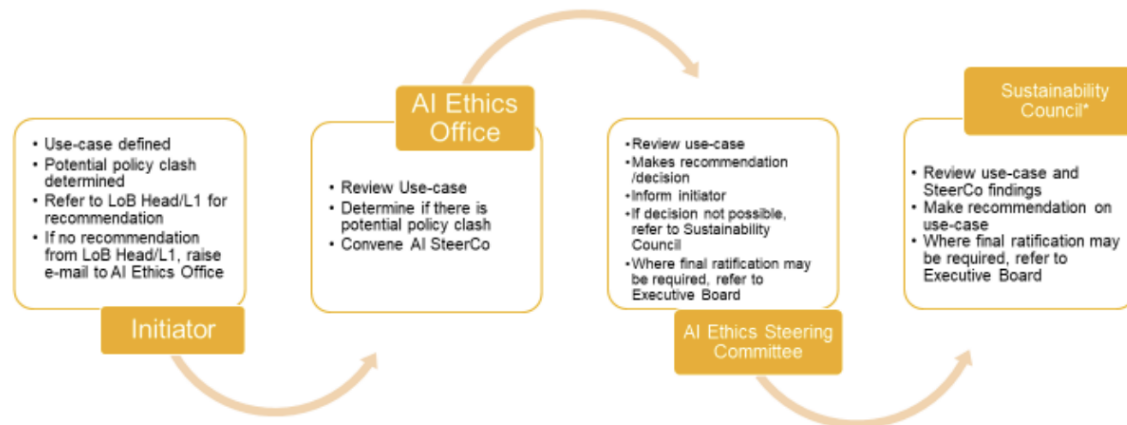 • Use-case defined
• Potential policy clash
determined
• Refer to LoB Head/L1 for
recommendation
• If no recommendation
from LoB Head/L1, raise
e-mail to AI Ethics Office
Initiator
AI Ethics
Office
• Review Use-case
• Determine if there is
potential policy clash
• Convene AI SteerCo
• Review use-case
• Makes recommendation
/decision
• Inform initiator
• If decision not possible,
refer to Sustainability
Council
• Where final ratification may
be required, refer to
Executive Board
AI Ethics Steering
Committee
Sustainability
Council*
• Review use-case and
SteerCo findings
• Make recommendation on
use-case
• Where final ratification may
be required, refer to
Executive Board